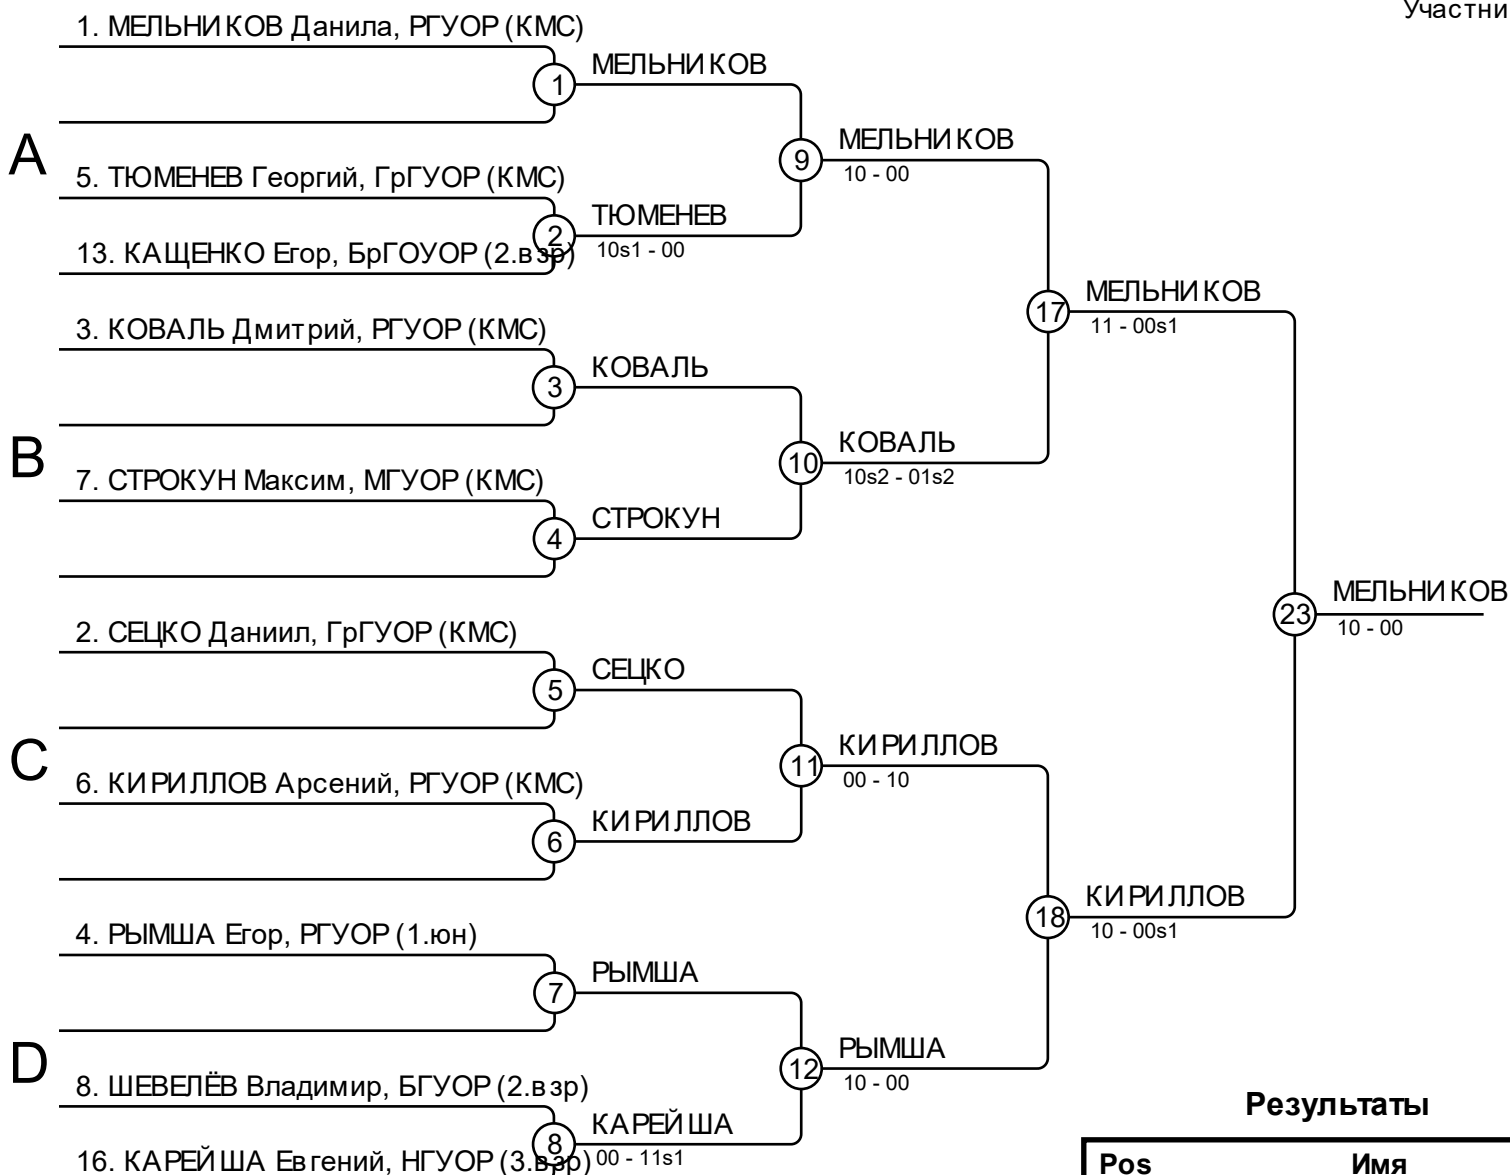 Участни
1. МЕЛЬНИКОВ Данила, РГУОР (КМС)
1
МЕЛЬНИКОВ
A
5. ТЮМЕНЕВ Георгий, ГрГУОР (КМС)
2
ТЮМЕНЕВ
10s1 - 00
13. КАЩЕНКО Егор, БрГОУОР (2.взр)
9
МЕЛЬНИКОВ
10 - 00
3. КОВАЛЬ Дмитрий, РГУОР (КМС)
3
КОВАЛЬ
B
7. СТРОКУН Максим, МГУОР (КМС)
4
СТРОКУН
10
КОВАЛЬ
10s2 - 01s2
17
МЕЛЬНИКОВ
11 - 00s1
2. СЕЦКО Даниил, ГрГУОР (КМС)
5
СЕЦКО
C
6. КИРИЛЛОВ Арсений, РГУОР (КМС)
6
КИРИЛЛОВ
11
КИРИЛЛОВ
00 - 10
4. РЫМША Егор, РГУОР (1.юн)
7
РЫМША
D
8. ШЕВЕЛЁВ Владимир, БГУОР (2.взр)
8
КАРЕЙША
00 - 11s1
16. КАРЕЙША Евгений, НГУОР (3.взр)
12
РЫМША
10 - 00
18
КИРИЛЛОВ
10 - 00s1
23
МЕЛЬНИКОВ
10 - 00
Результаты
Pos Имя